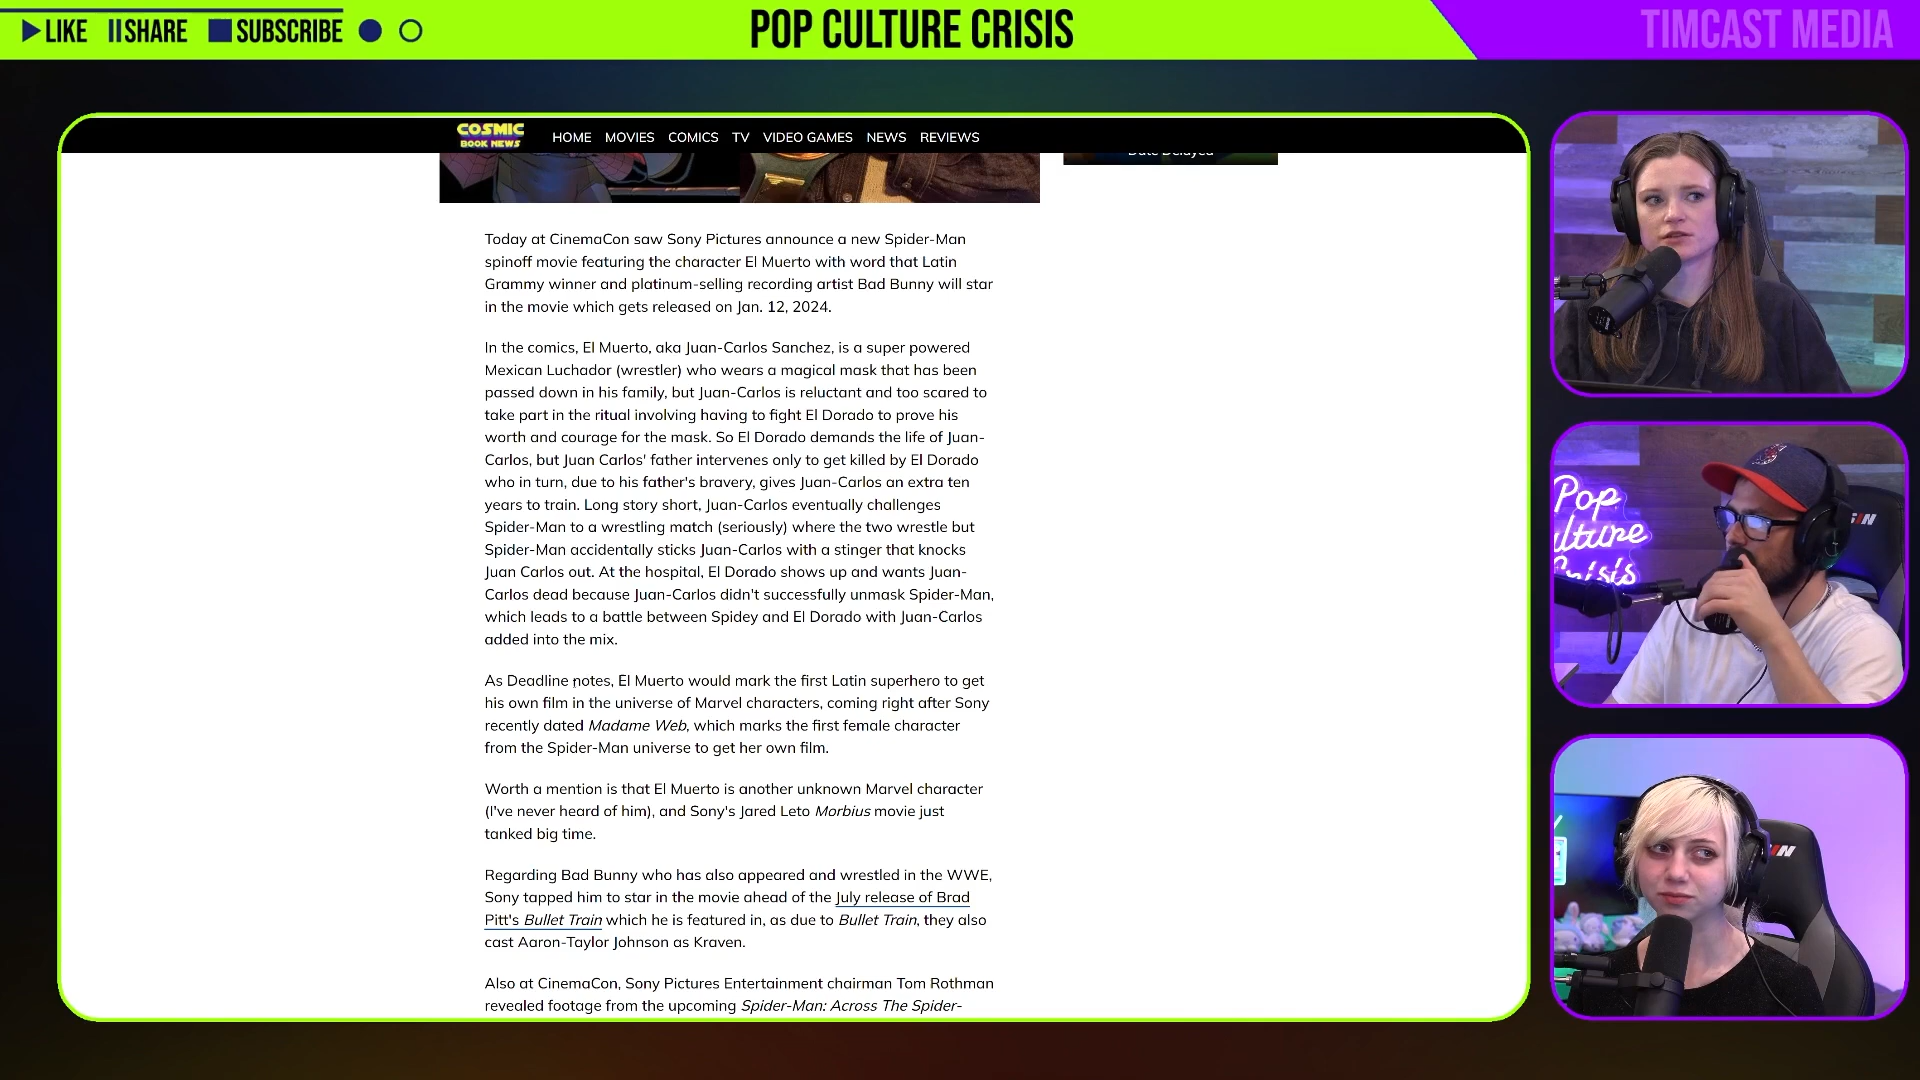 LIKE SHARE SUBSCRIBE
POP CULTURE CRISIS
TIMCAST MEDIA
COSMIC
BOOK NEWS
HOME MOVIES COMICS TV VIDEO GAMES NEWS REVIEWS
Date Delayed
Today at CinemaCon saw Sony Pictures announce a new Spider-Man
spinoff movie featuring the character El Muerto with word that Latin
Grammy winner and platinum-selling recording artist Bad Bunny will star
in the movie which gets released on Jan. 12, 2024.
In the comics, El Muerto, aka Juan-Carlos Sanchez, is a super powered
Mexican Luchador (wrestler) who wears a magical mask that has been
passed down in his family, but Juan-Carlos is reluctant and too scared to
take part in the ritual involving having to fight El Dorado to prove his
worth and courage for the mask. So El Dorado demands the life of Juan-
Carlos, but Juan Carlos' father intervenes only to get killed by El Dorado
who in turn, due to his father's bravery, gives Juan-Carlos an extra ten
years to train. Long story short, Juan-Carlos eventually challenges
Spider-Man to a wrestling match (seriously) where the two wrestle but
Spider-Man accidentally sticks Juan-Carlos with a stinger that knocks
Juan Carlos out. At the hospital, El Dorado shows up and wants Juan-
Carlos dead because Juan-Carlos didn't successfully unmask Spider-Man,
which leads to a battle between Spidey and El Dorado with Juan-Carlos
added into the mix.
As Deadline notes, El Muerto would mark the first Latin superhero to get
his own film in the universe of Marvel characters, coming right after Sony
recently dated Madame Web, which marks the first female character
from the Spider-Man universe to get her own film.
Worth a mention is that El Muerto is another unknown Marvel character
(I've never heard of him), and Sony's Jared Leto Morbius movie just
tanked big time.
Regarding Bad Bunny who has also appeared and wrestled in the WWE,
Sony tapped him to star in the movie ahead of the July release of Brad
Pitt's Bullet Train which he is featured in, as due to Bullet Train, they also
cast Aaron-Taylor Johnson as Kraven.
Also at CinemaCon, Sony Pictures Entertainment chairman Tom Rothman
revealed footage from the upcoming Spider-Man: Across The Spider-
Pop
Culture
Crisis